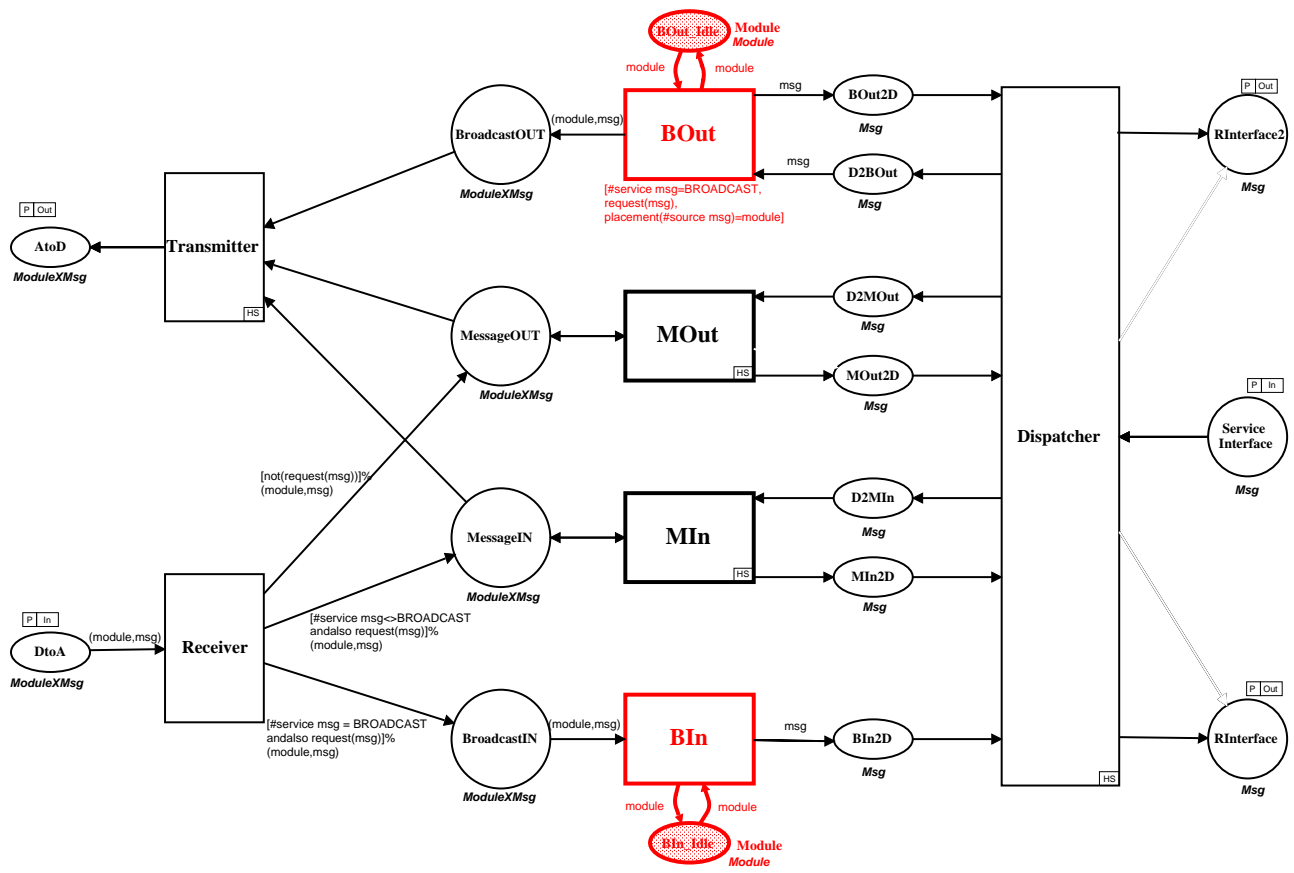 BOut_Idle
Module
Module
module
module
BOut
[#service msg=BROADCAST,
request(msg),
placement(#source msg)=module]
msg
BOut2D
Msg
msg
D2BOut
Msg
(module,msg)
BroadcastOUT
ModuleXMsg
P Out
RInterface2
Msg
P Out
AtoD
ModuleXMsg
Transmitter
HS
MessageOUT
ModuleXMsg
MOut
HS
D2MOut
Msg
MOut2D
Msg
Dispatcher
HS
P In
Service
Interface
Msg
[not(request(msg))]%
(module,msg)
MessageIN
ModuleXMsg
MIn
HS
D2MIn
Msg
MIn2D
Msg
P In
DtoA
ModuleXMsg
(module,msg)
Receiver
[#service msg<>BROADCAST
andalso request(msg)]%
(module,msg)
[#service msg = BROADCAST
andalso request(msg)]%
(module,msg)
BroadcastIN
ModuleXMsg
(module,msg)
BIn
msg
BIn2D
Msg
P Out
RInterface
Msg
module
module
BIn_Idle
Module
Module